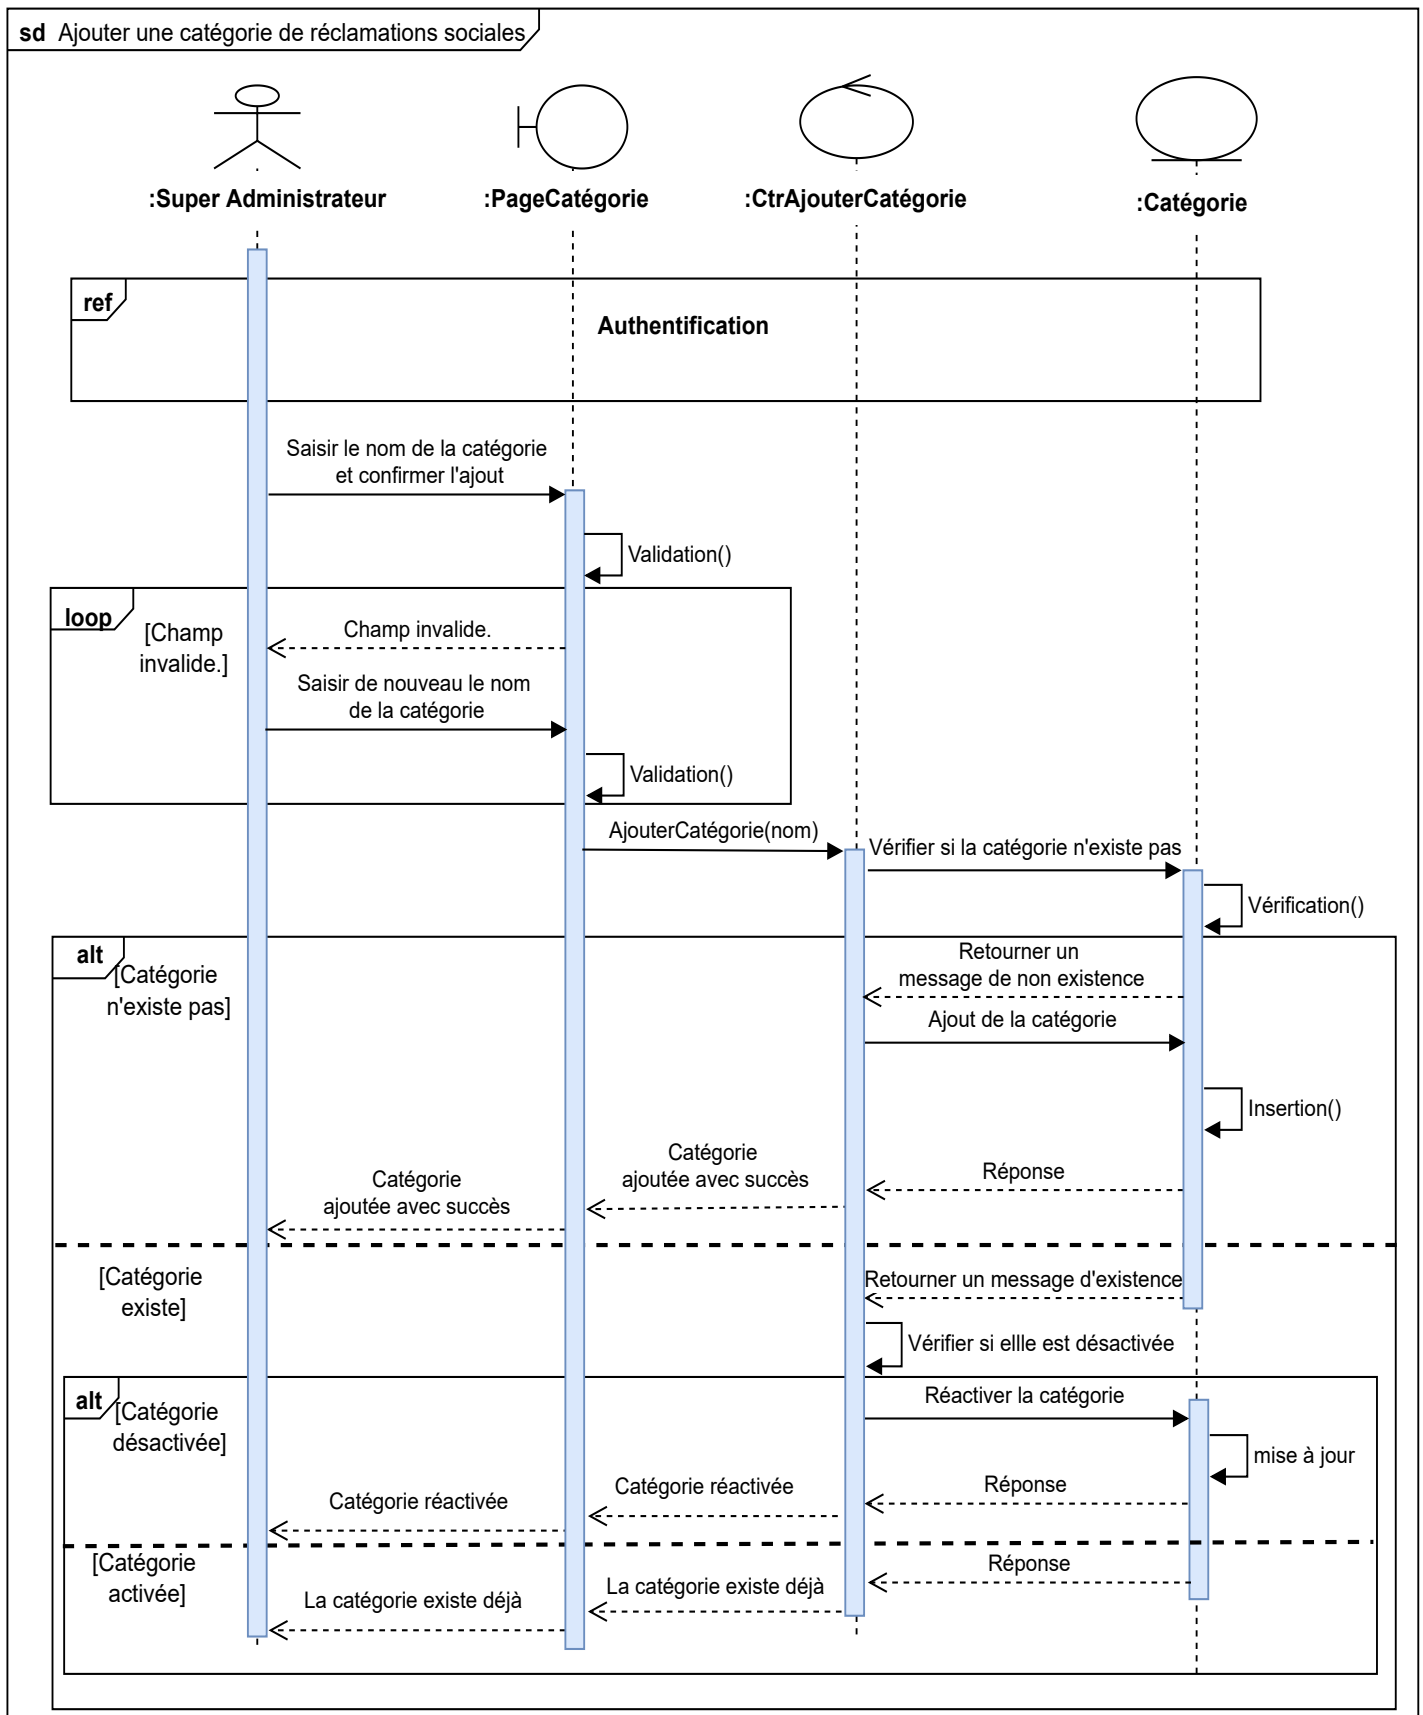 sd Ajouter une catégorie de réclamations sociales
:Super Administrateur
:PageCatégorie
:CtrAjouterCatégorie
:Catégorie
ref
Authentification
Saisir le nom de la catégorie
et confirmer l'ajout
Validation()
loop
[Champ
invalide.]
Champ invalide.
Saisir de nouveau le nom
de la catégorie
Validation()
AjouterCatégorie(nom)
Vérifier si la catégorie n'existe pas
Vérification()
alt
[Catégorie
n'existe pas]
Retourner un
message de non existence
Ajout de la catégorie
Insertion()
Réponse
Catégorie
ajoutée avec succès
Catégorie
ajoutée avec succès
[Catégorie
existe]
Retourner un message d'existence
Vérifier si ellle est désactivée
alt
[Catégorie
désactivée]
Réactiver la catégorie
mise à jour
Réponse
Catégorie réactivée
Catégorie réactivée
[Catégorie
activée]
Réponse
La catégorie existe déjà
La catégorie existe déjà